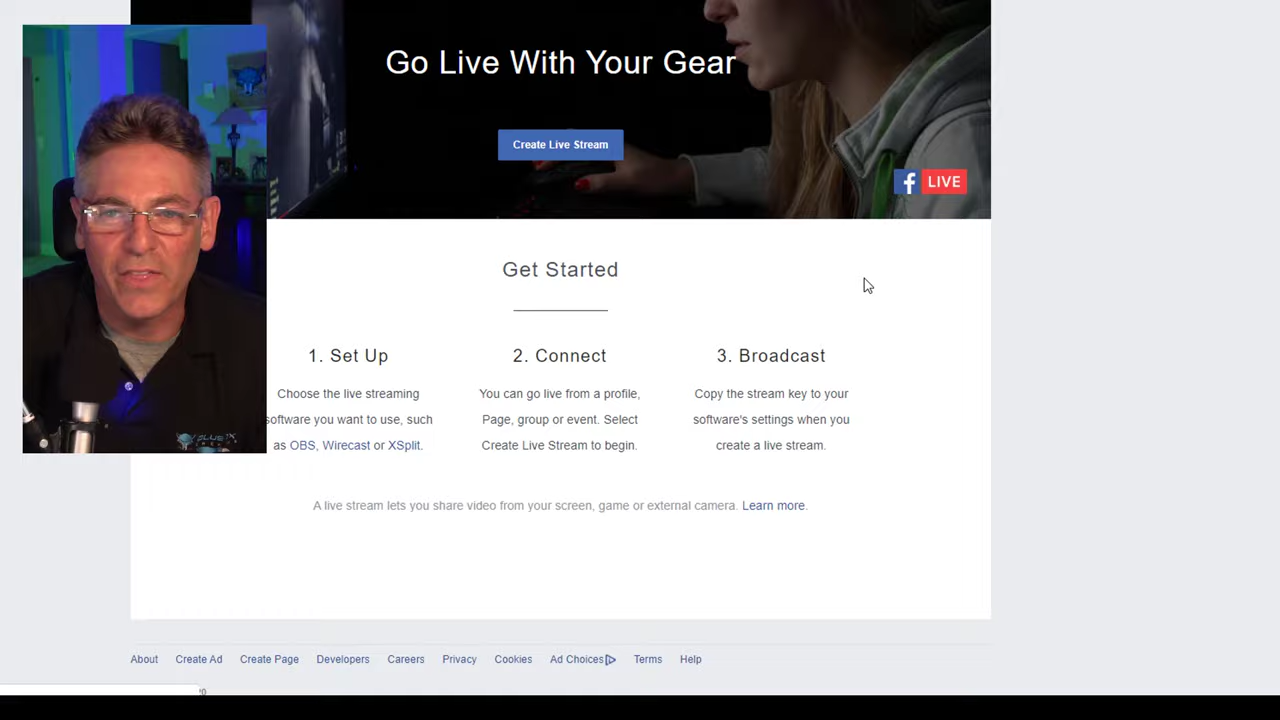 Go Live With Your Gear
Create Live Stream
f LIVE
Get Started
1. Set Up
Choose the live streaming
software you want to use, such
as OBS, Wirecast or XSplit.
2. Connect
You can go live from a profile,
Page, group or event. Select
Create Live Stream to begin.
3. Broadcast
Copy the stream key to your
software's settings when you
create a live stream.
A live stream lets you share video from your screen, game or external camera. Learn more.
About Create Ad Create Page Developers Careers Privacy Cookies Ad Choices Terms Help